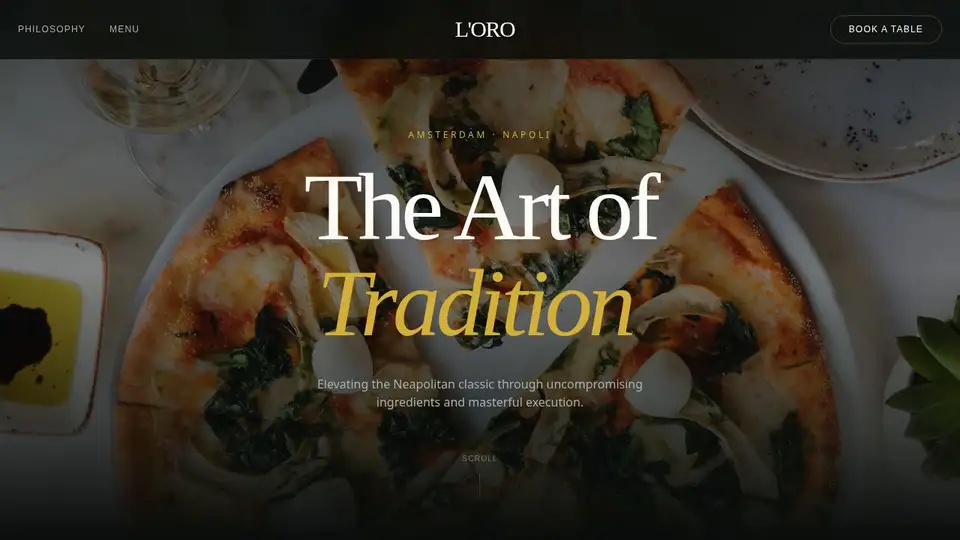 PHILOSOPHY
MENU
L'ORO
BOOK A TABLE
AMSTERDAM · NAPOLI
The Art of
Tradition
Elevating the Neapolitan classic through uncompromising
ingredients and masterful execution.
SCROLL